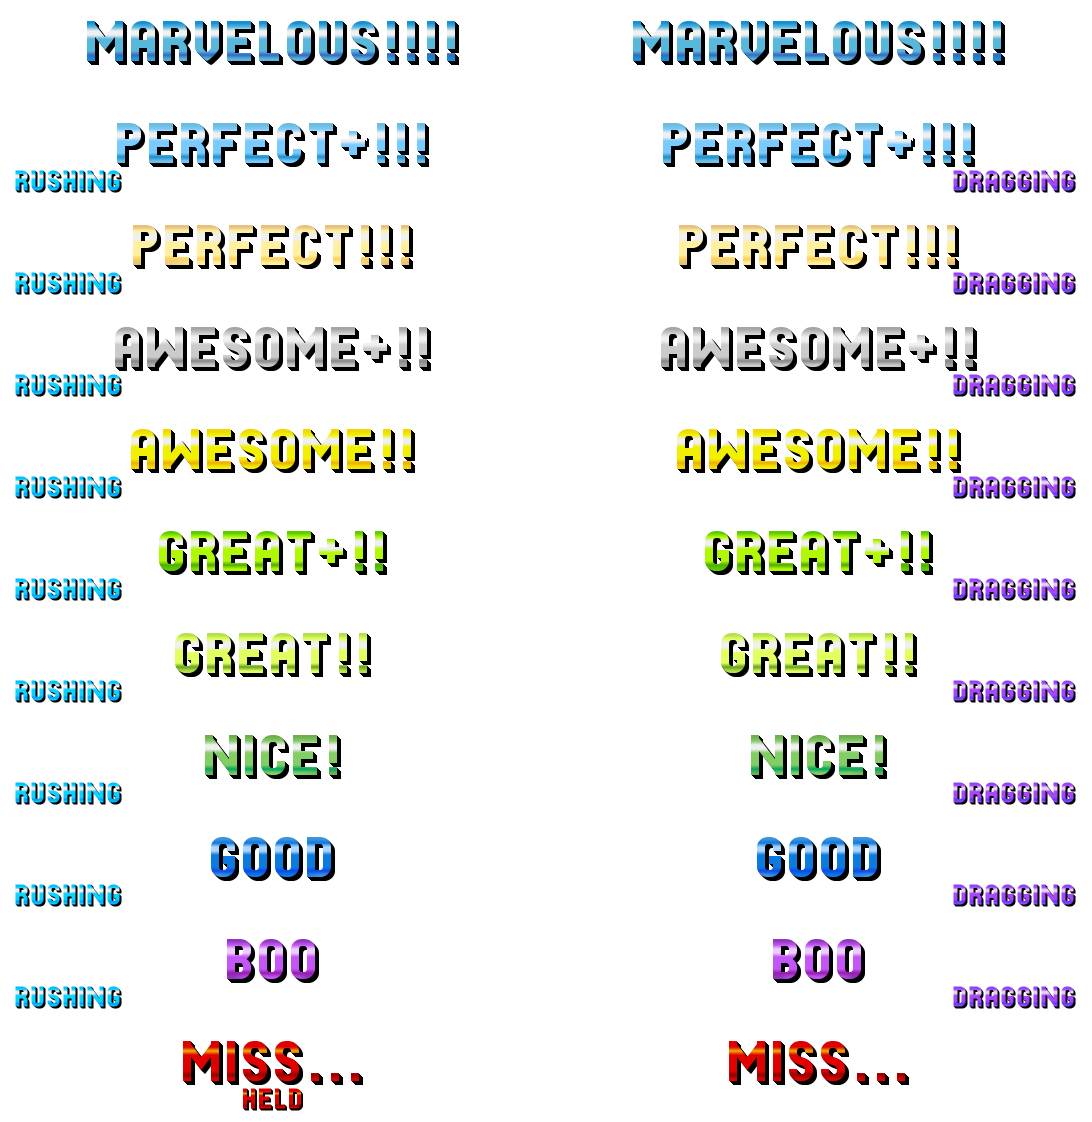 MARVELOUS!!!! MARVELOUS!!!!
PERFECT+!!! PERFECT+!!!
RUSHING DRAGGING
PERFECT!!! PERFECT!!!
RUSHING DRAGGING
AWESOME+!! AWESOME+!!
RUSHING DRAGGING
AWESOME!! AWESOME!!
RUSHING DRAGGING
GREAT+!! GREAT+!!
RUSHING DRAGGING
GREAT!! GREAT!!
RUSHING DRAGGING
NICE! NICE!
RUSHING DRAGGING
GOOD GOOD
RUSHING DRAGGING
BOO BOO
RUSHING DRAGGING
MISS... MISS...
HELD